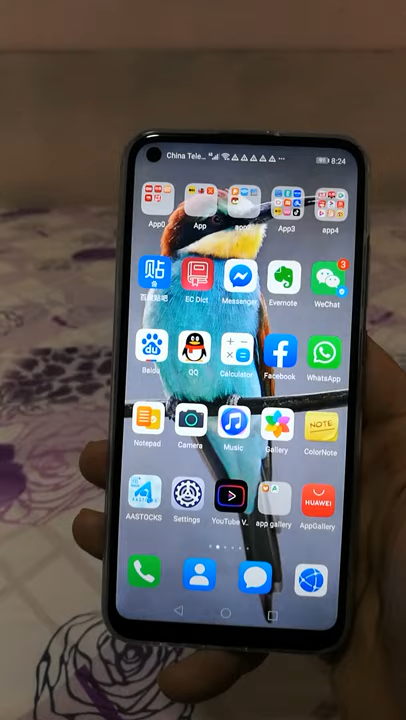 China Tele...
8:24
App0 App app6 App3 app4
贴
3
百度贴吧 EC Dict Messenger Evernote WeChat
Baidu QQ Calculator Facebook WhatsApp
NOTE
Notepad Camera Music Gallery ColorNote
HUAWEI
AASTOCKS Settings YouTube V.. app gallery AppGallery